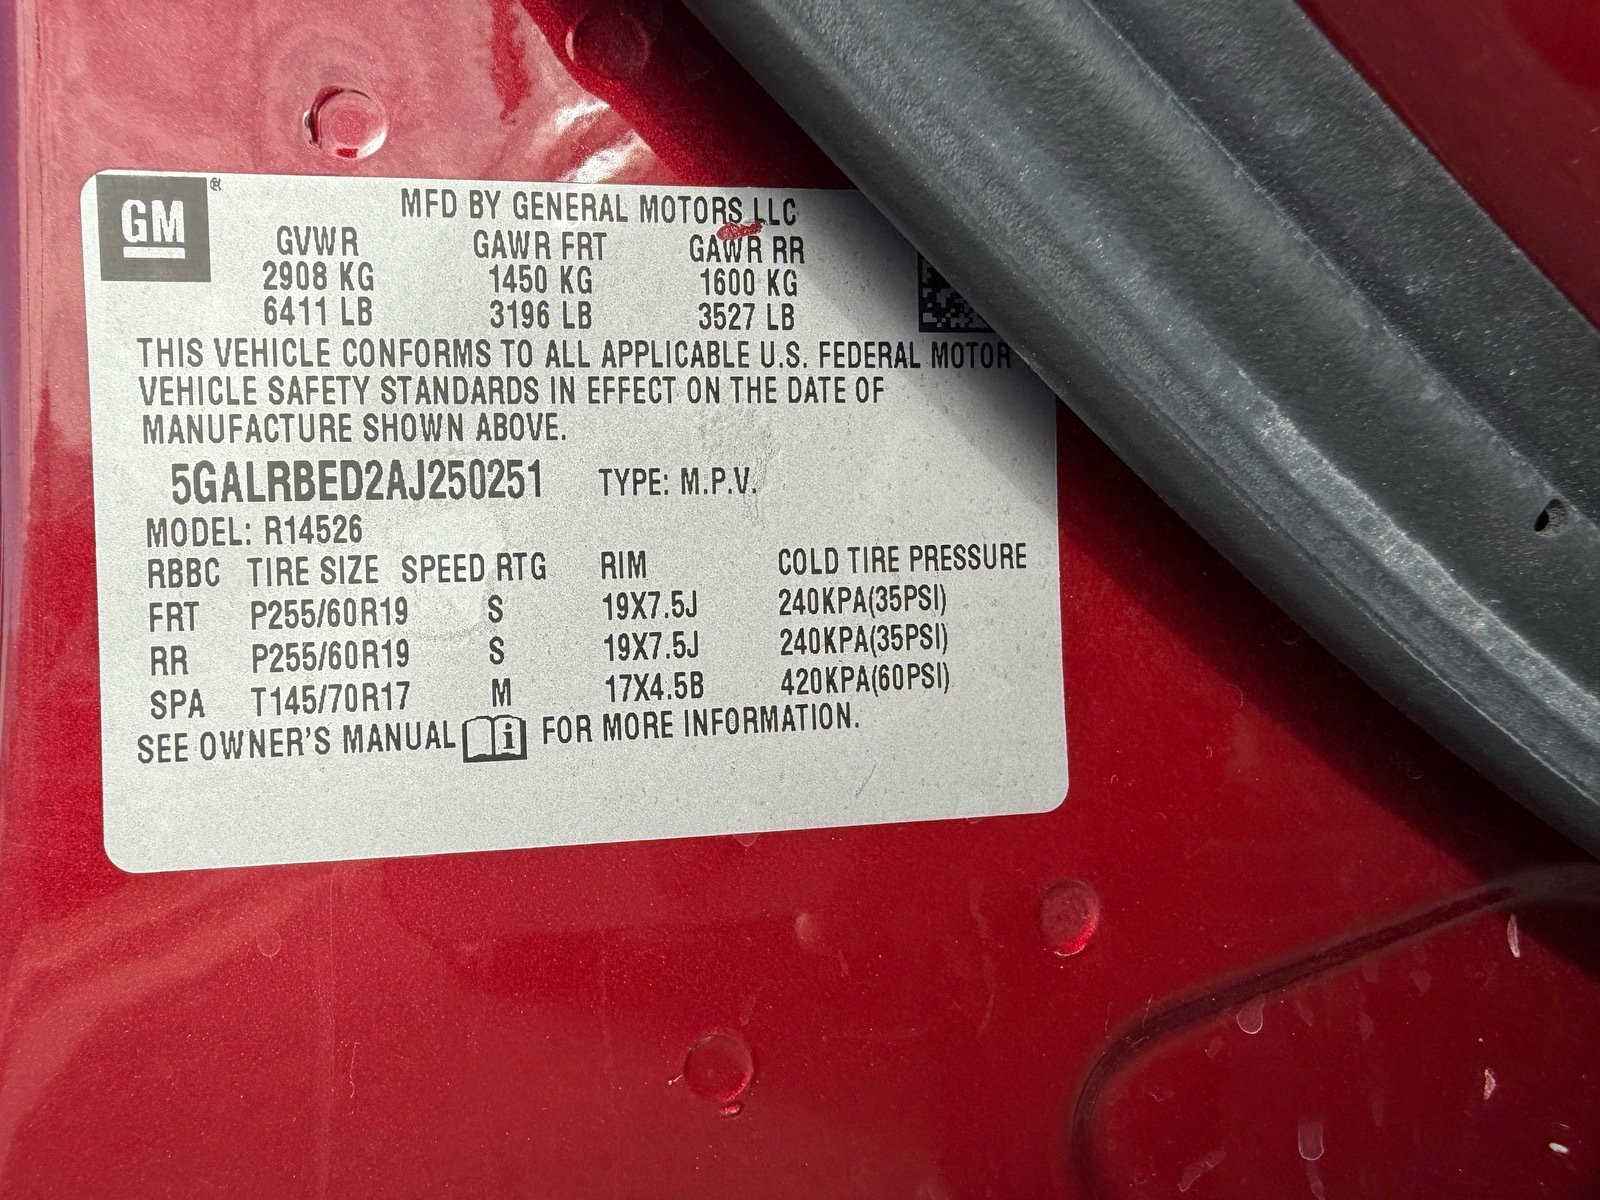 GM®
MFD BY GENERAL MOTORS LLC
GVWR GAWR FRT GAWR RR
2908 KG 1450 KG 1600 KG
6411 LB 3196 LB 3527 LB
THIS VEHICLE CONFORMS TO ALL APPLICABLE U.S. FEDERAL MOTOR
VEHICLE SAFETY STANDARDS IN EFFECT ON THE DATE OF
MANUFACTURE SHOWN ABOVE.
5GALRBED2AJ250251 TYPE: M.P.V.
MODEL: R14526
RBBC TIRE SIZE SPEED RTG RIM COLD TIRE PRESSURE
FRT P255/60R19 S 19X7.5J 240KPA(35PSI)
RR P255/60R19 S 19X7.5J 240KPA(35PSI)
SPA T145/70R17 M 17X4.5B 420KPA(60PSI)
SEE OWNER'S MANUAL FOR MORE INFORMATION.